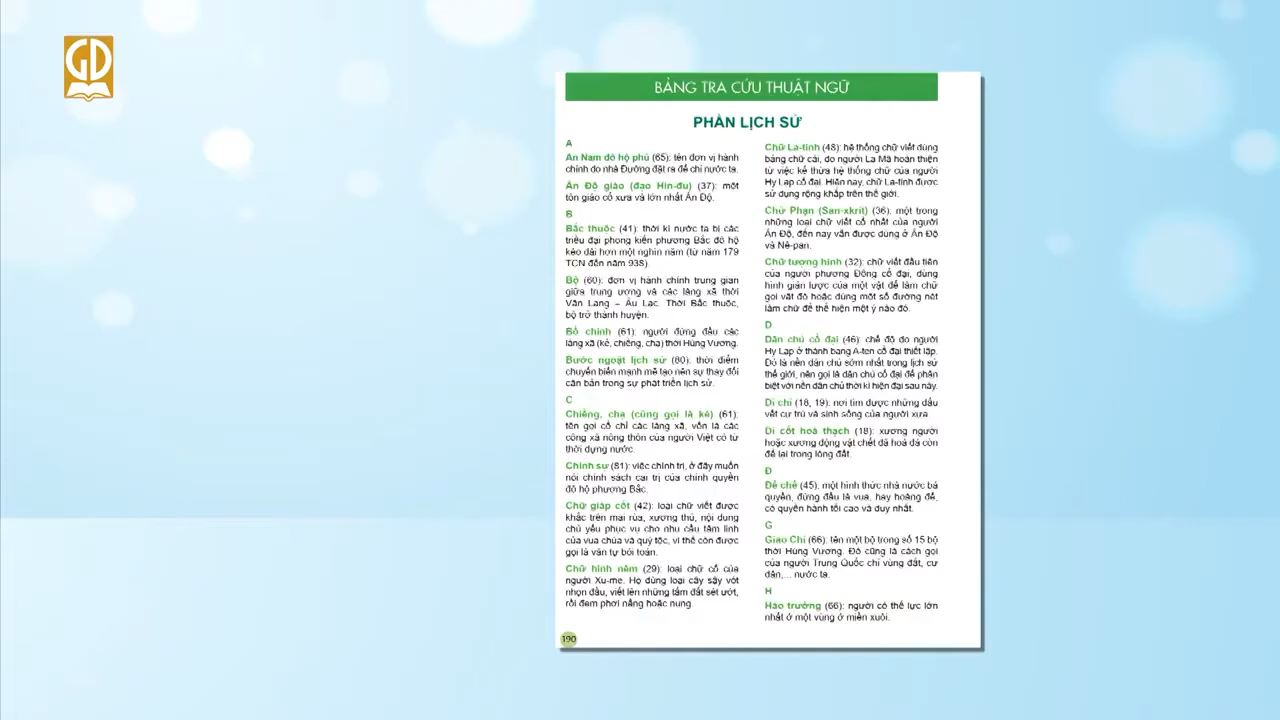 GD
BẢNG TRA CỨU THUẬT NGỮ
PHẦN LỊCH SỬ
A
An Nam đô hộ phủ (65): tên đơn vị hành
chính do nhà Đường đặt ra để chỉ nước ta.
Ấn Độ giáo (đạo Hin-đu) (37): một
tôn giáo cổ xưa và lớn nhất Ấn Độ.
B
Bắc thuộc (41): thời kì nước ta bị các
triều đại phong kiến phương Bắc đô hộ
kéo dài hơn một nghìn năm (từ năm 179
TCN đến năm 938).
Bộ (60): đơn vị hành chính trung gian
giữa trung ương và các làng xã thời
Văn Lang – Âu Lạc. Thời Bắc thuộc,
bộ trở thành huyện.
Bồ chính (61): người đứng đầu các
làng xã (kẻ, chiềng, chạ) thời Hùng Vương.
Bước ngoặt lịch sử (80): thời điểm
chuyển biến mạnh mẽ tạo nên sự thay đổi
căn bản trong sự phát triển lịch sử.
C
Chiềng, chạ (cũng gọi là kẻ) (61):
tên gọi cổ chỉ các làng xã, vốn là các
công xã nông thôn của người Việt có từ
thời dựng nước.
Chính sự (81): việc chính trị, ở đây muốn
nói chính sách cai trị của chính quyền
đô hộ phương Bắc.
Chữ giáp cốt (42): loại chữ viết được
khắc trên mai rùa, xương thú, nội dung
chủ yếu phục vụ cho nhu cầu tâm linh
của vua chúa và quý tộc, vì thế còn được
gọi là văn tự bói toán.
Chữ hình nêm (29): loại chữ cổ của
người Xu-me. Họ dùng loại cây sậy vót
nhọn đầu, viết lên những tấm đất sét ướt,
rồi đem phơi nắng hoặc nung.
190
Chữ La-tinh (48): hệ thống chữ viết dùng
bảng chữ cái, do người La Mã hoàn thiện
từ việc kế thừa hệ thống chữ của người
Hy Lạp cổ đại. Hiện nay, chữ La-tinh được
sử dụng rộng khắp trên thế giới.
Chữ Phạn (San-xkrít) (36): một trong
những loại chữ viết cổ nhất của người
Ấn Độ, đến nay vẫn được dùng ở Ấn Độ
và Nê-pan.
Chữ tượng hình (32): chữ viết đầu tiên
của người phương Đông cổ đại, dùng
hình giản lược của một vật để làm chữ
gọi vật đó hoặc dùng một số đường nét
làm chữ để thể hiện một ý nào đó.
D
Dân chủ cổ đại (46): chế độ do người
Hy Lạp ở thành bang A-ten cổ đại thiết lập.
Đó là nền dân chủ sớm nhất trong lịch sử
thế giới, nên gọi là dân chủ cổ đại để phân
biệt với nền dân chủ thời kì hiện đại sau này.
Di chỉ (18, 19): nơi tìm được những dấu
vết cư trú và sinh sống của người xưa.
Di cốt hoá thạch (18): xương người
hoặc xương động vật chết đã hoá đá còn
để lại trong lòng đất.
Đ
Đế chế (45): một hình thức nhà nước bá
quyền, đứng đầu là vua, hay hoàng đế,
có quyền hành tối cao và duy nhất.
G
Giao Chỉ (66): tên một bộ trong số 15 bộ
thời Hùng Vương. Đó cũng là cách gọi
của người Trung Quốc chỉ vùng đất, cư
dân,... nước ta.
H
Hào trưởng (66): người có thế lực lớn
nhất ở một vùng ở miền xuôi.